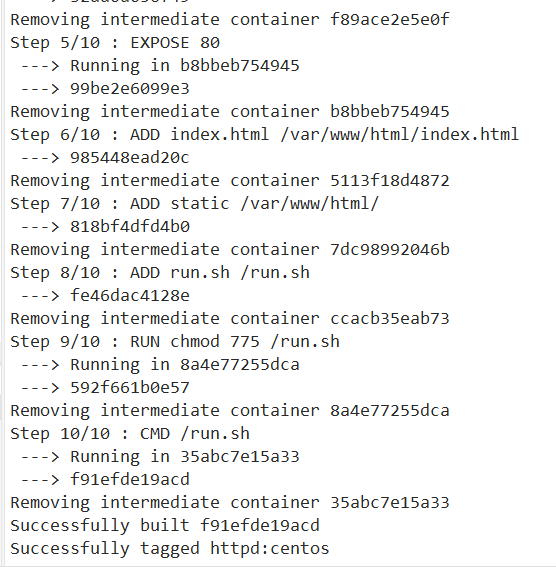 Removing intermediate container f89ace2e5e0f
Step 5/10 : EXPOSE 80
---> Running in b8bbeb754945
---> 99be2e6099e3
Removing intermediate container b8bbeb754945
Step 6/10 : ADD index.html /var/www/html/index.html
---> 985448ead20c
Removing intermediate container 5113f18d4872
Step 7/10 : ADD static /var/www/html/
---> 818bf4dfd4b0
Removing intermediate container 7dc98992046b
Step 8/10 : ADD run.sh /run.sh
---> fe46dac4128e
Removing intermediate container ccacb35eab73
Step 9/10 : RUN chmod 775 /run.sh
---> Running in 8a4e77255dca
---> 592f661b0e57
Removing intermediate container 8a4e77255dca
Step 10/10 : CMD /run.sh
---> Running in 35abc7e15a33
---> f91efde19acd
Removing intermediate container 35abc7e15a33
Successfully built f91efde19acd
Successfully tagged httpd:centos